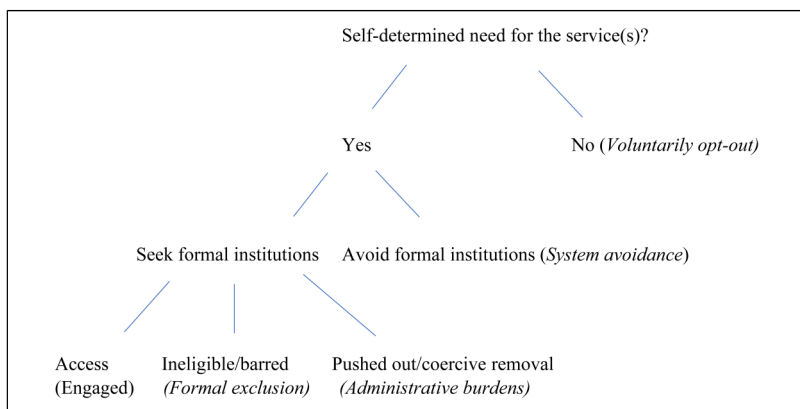 Self-determined need for the service(s)?
Yes
No (Voluntarily opt-out)
Seek formal institutions
Avoid formal institutions (System avoidance)
Access
(Engaged)
Ineligible/barred
(Formal exclusion)
Pushed out/coercive removal
(Administrative burdens)